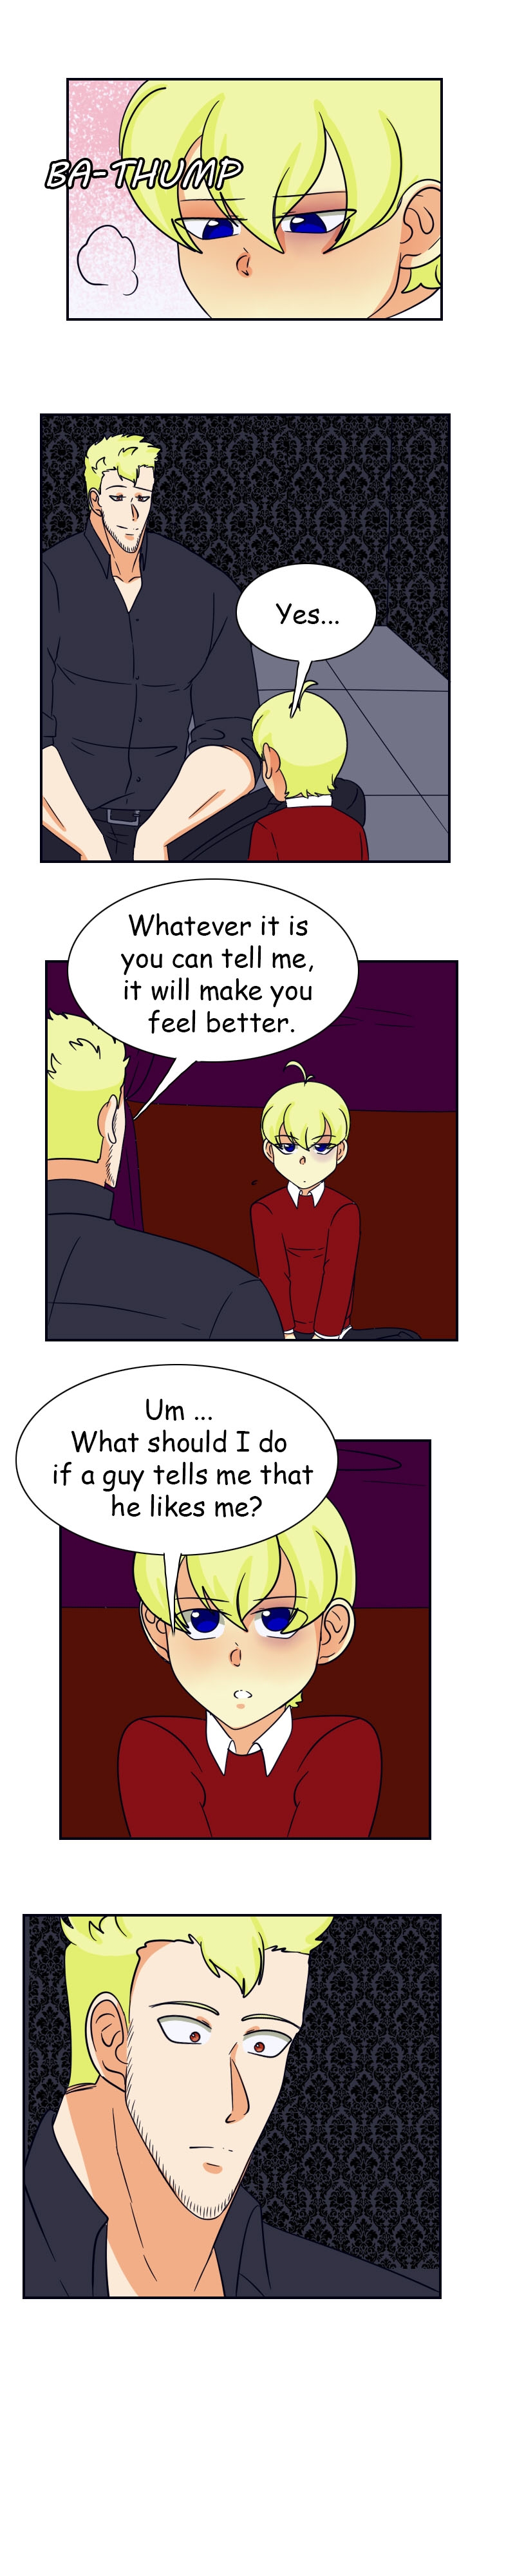 BA-THUMP
Yes...
Whatever it is
you can tell me,
it will make you
feel better.
Um ...
What should I do
if a guy tells me that
he likes me?